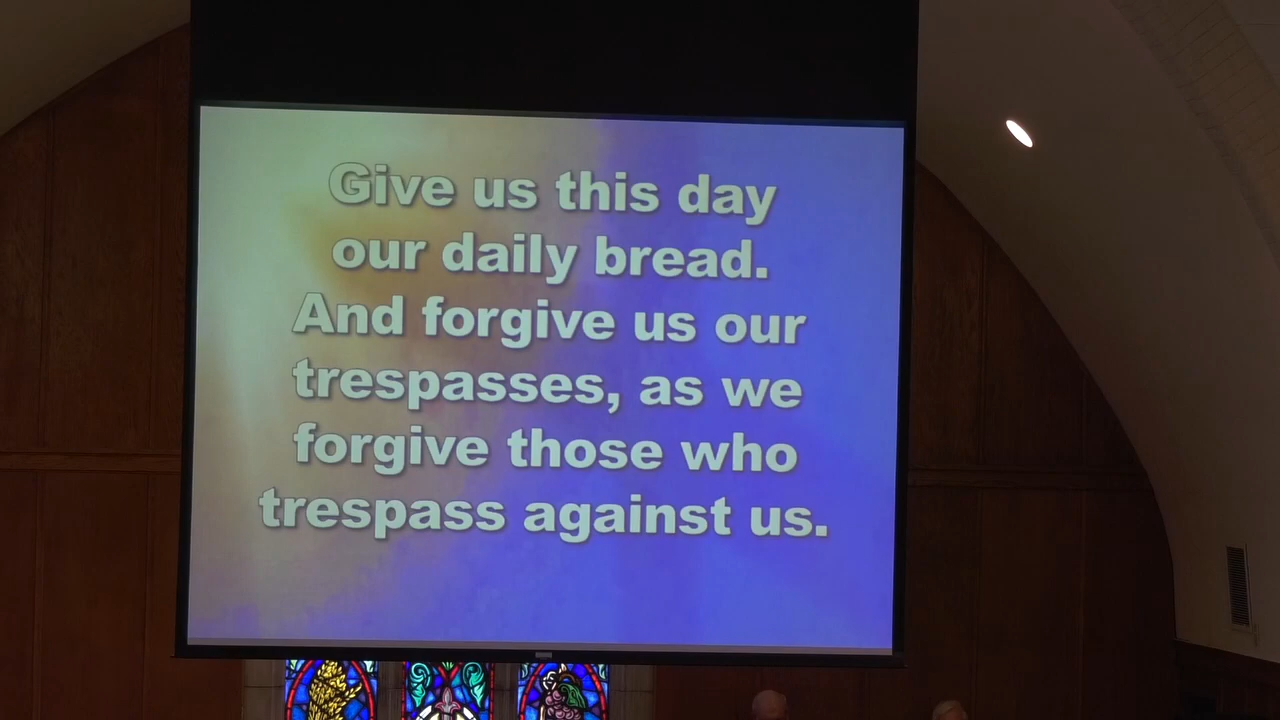 Give us this day
our daily bread.
And forgive us our
trespasses, as we
forgive those who
trespass against us.